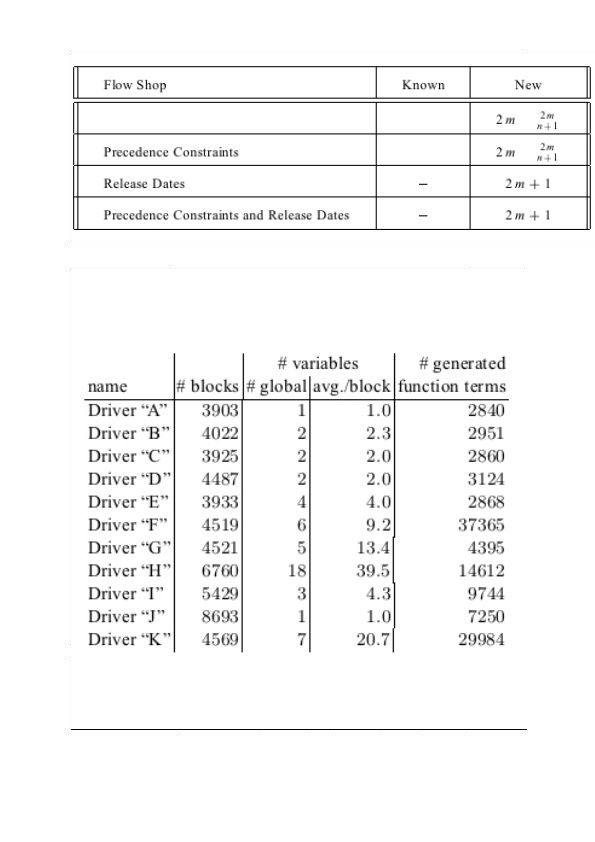 Flow Shop Known New
2m 2m/n+1
Precedence Constraints 2m 2m/n+1
Release Dates – 2m + 1
Precedence Constraints and Release Dates – 2m + 1
# variables # generated
name # blocks # global avg./block function terms
Driver “A” 3903 1 1.0 2840
Driver “B” 4022 2 2.3 2951
Driver “C” 3925 2 2.0 2860
Driver “D” 4487 2 2.0 3124
Driver “E” 3933 4 4.0 2868
Driver “F” 4519 6 9.2 37365
Driver “G” 4521 5 13.4 4395
Driver “H” 6760 18 39.5 14612
Driver “I” 5429 3 4.3 9744
Driver “J” 8693 1 1.0 7250
Driver “K” 4569 7 20.7 29984